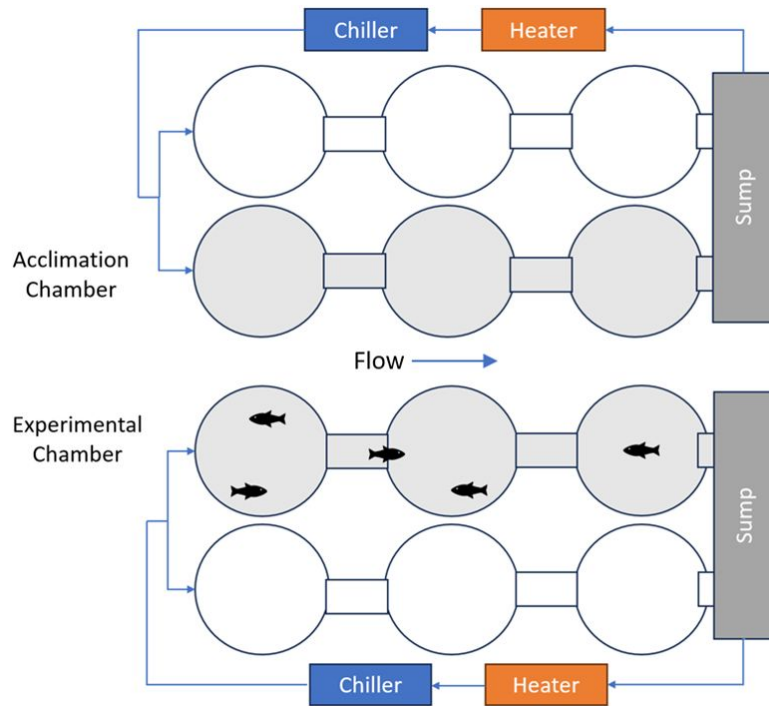 Chiller
Heater
Sump
Acclimation
Chamber
Flow
Experimental
Chamber
Sump
Chiller
Heater